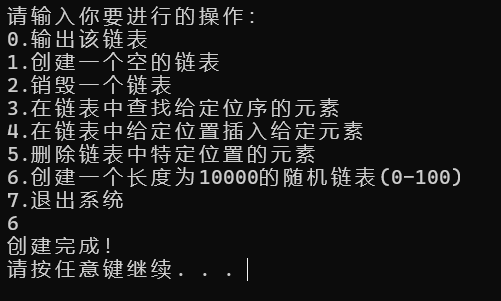 请输入你要进行的操作:
0.输出该链表
1.创建一个空的链表
2.销毁一个链表
3.在链表中查找给定位序的元素
4.在链表中给定位置插入给定元素
5.删除链表中特定位置的元素
6.创建一个长度为10000的随机链表(0-100)
7.退出系统
6
创建完成!
请按任意键继续. . .